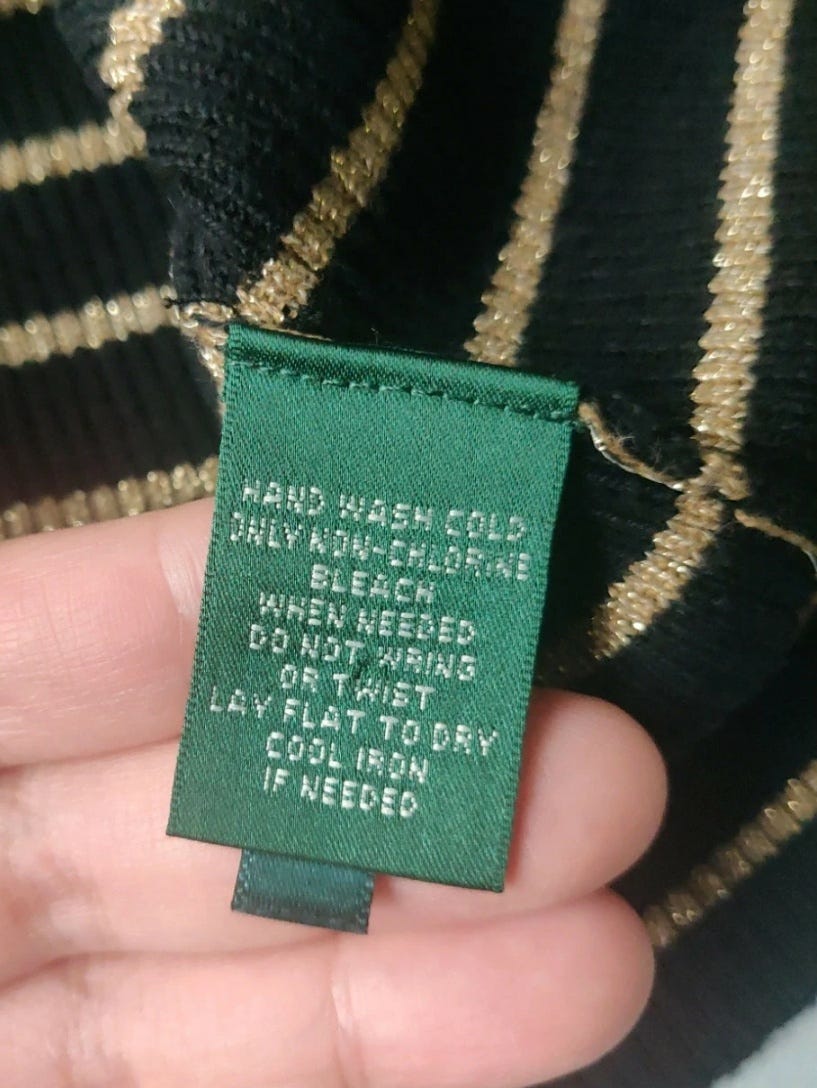 HAND WASH COLD
ONLY NON-CHLORINE
BLEACH
WHEN NEEDED
DO NOT WRING
OR TWIST
LAY FLAT TO DRY
COOL IRON
IF NEEDED